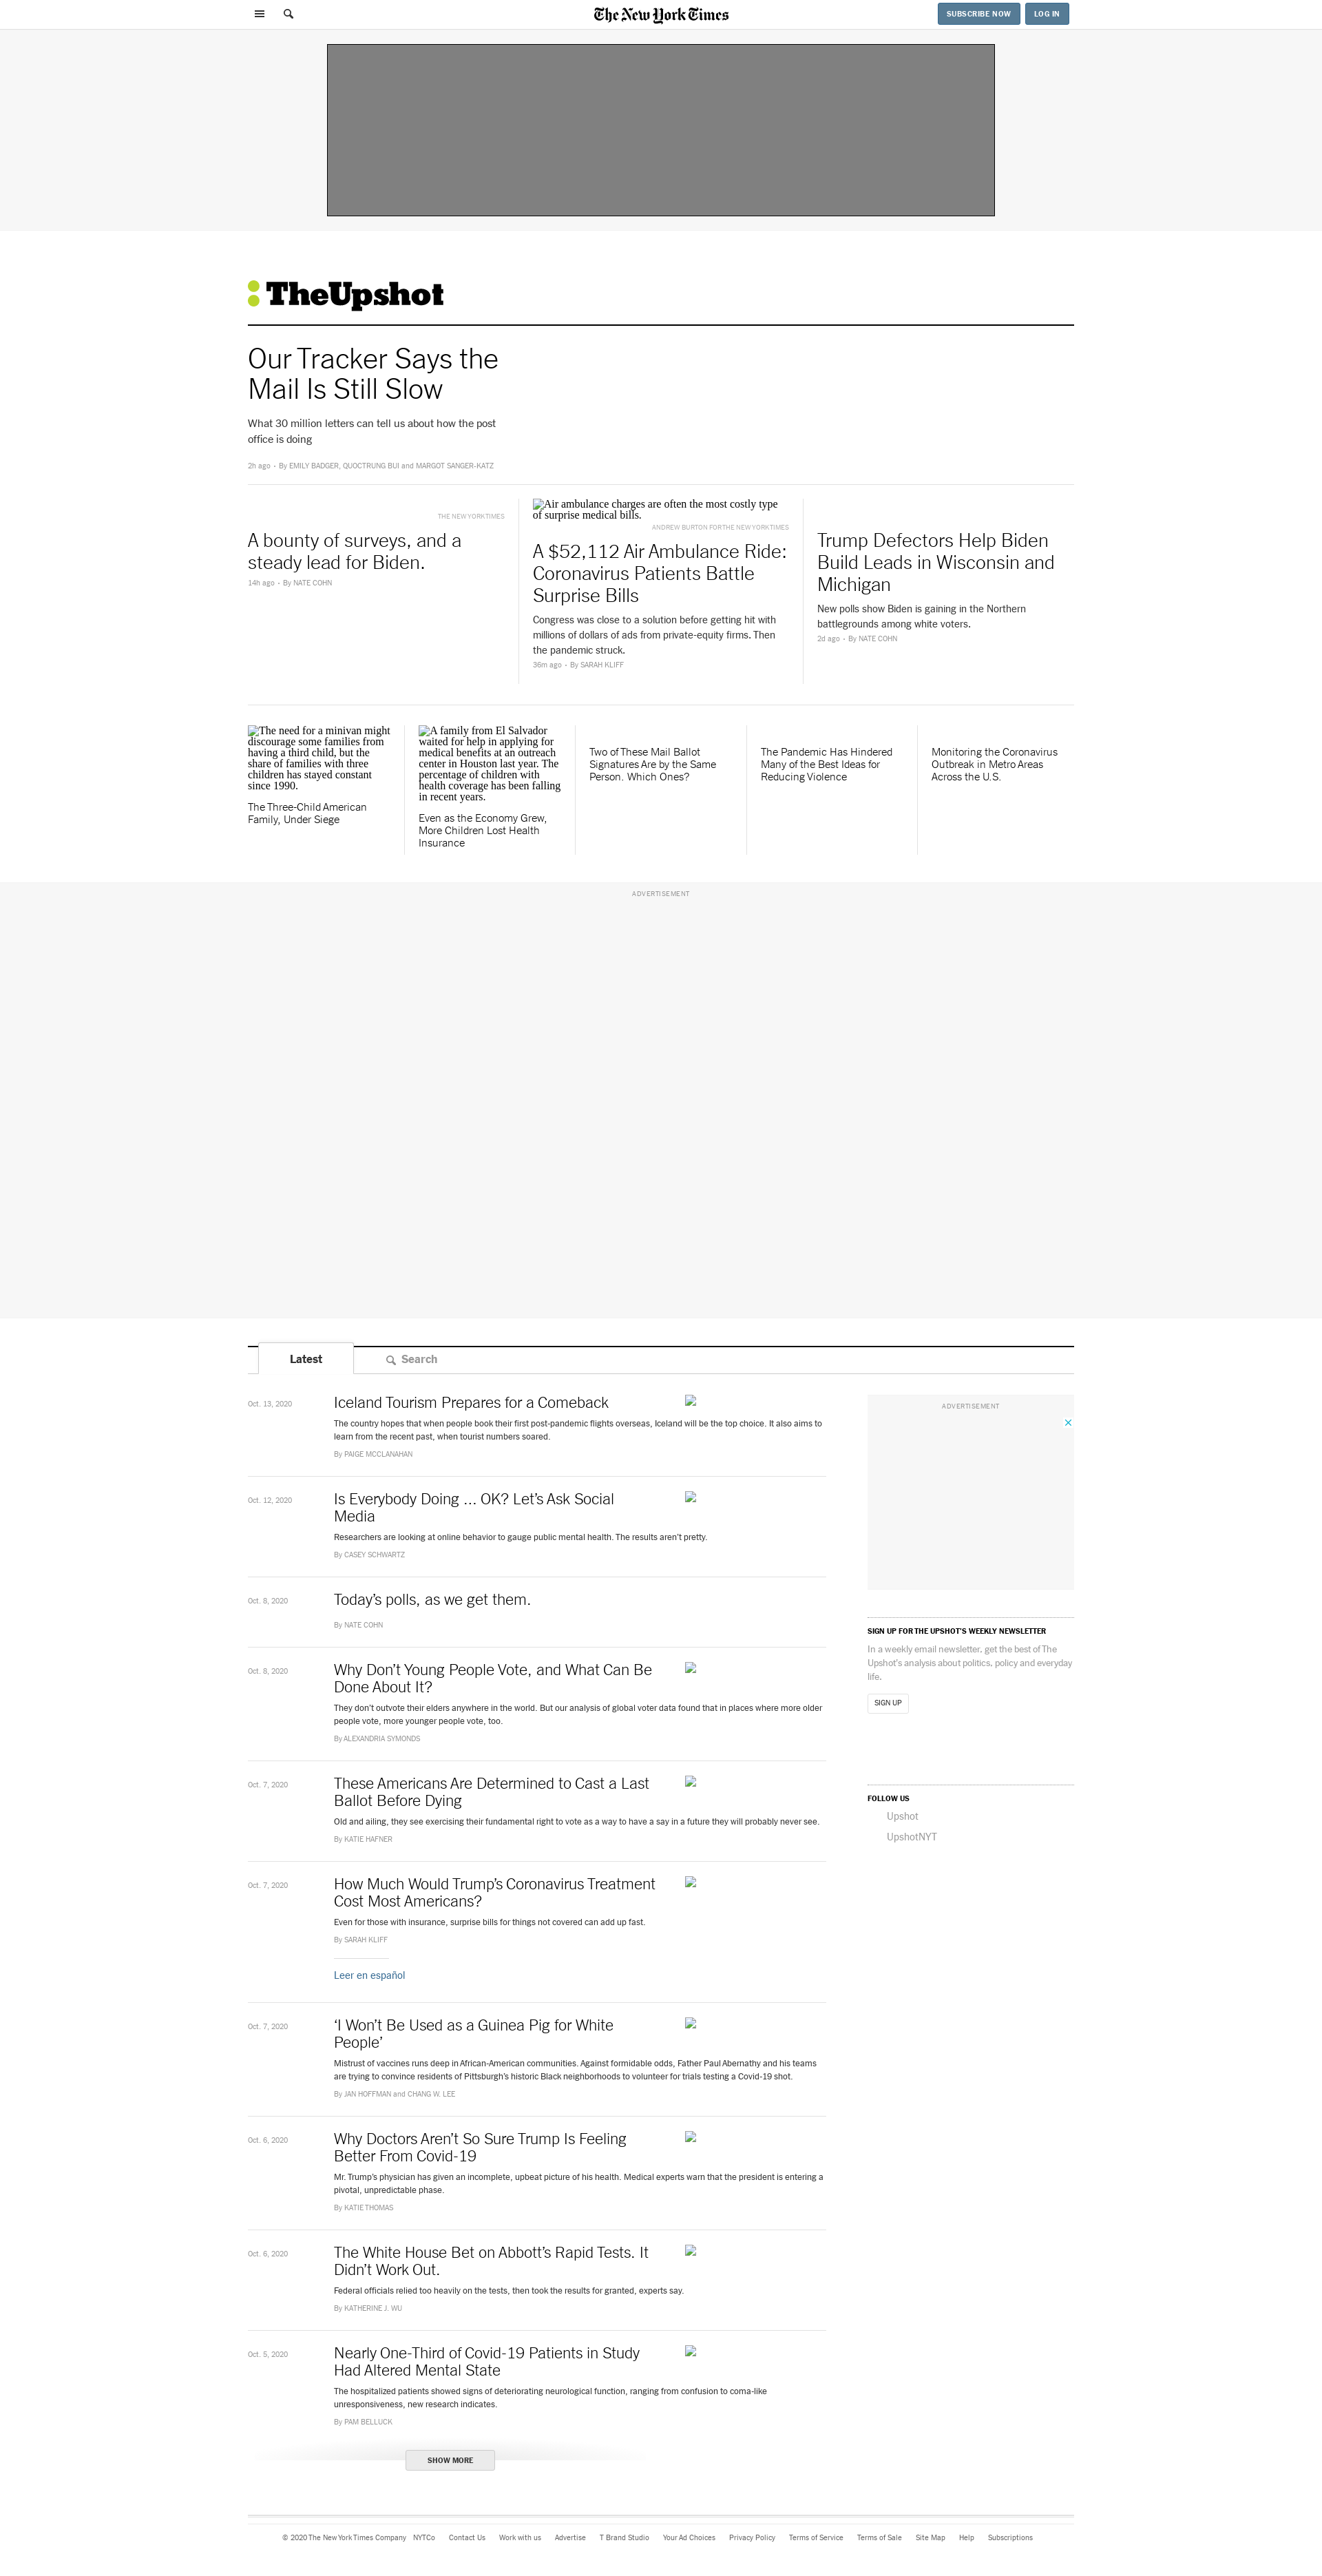 The New York Times
SUBSCRIBE NOW
LOG IN
TheUpshot
Our Tracker Says the
Mail Is Still Slow
What 30 million letters can tell us about how the post
office is doing
2h ago • By EMILY BADGER, QUOCTRUNG BUI and MARGOT SANGER-KATZ
THE NEW YORK TIMES
A bounty of surveys, and a
steady lead for Biden.
14h ago • By NATE COHN
Air ambulance charges are often the most costly type
of surprise medical bills.
ANDREW BURTON FOR THE NEW YORK TIMES
A $52,112 Air Ambulance Ride:
Coronavirus Patients Battle
Surprise Bills
Congress was close to a solution before getting hit with
millions of dollars of ads from private-equity firms. Then
the pandemic struck.
36m ago • By SARAH KLIFF
Trump Defectors Help Biden
Build Leads in Wisconsin and
Michigan
New polls show Biden is gaining in the Northern
battlegrounds among white voters.
2d ago • By NATE COHN
The need for a minivan might
discourage some families from
having a third child, but the
share of families with three
children has stayed constant
since 1990.
The Three-Child American
Family, Under Siege
A family from El Salvador
waited for help in applying for
medical benefits at an outreach
center in Houston last year. The
percentage of children with
health coverage has been falling
in recent years.
Even as the Economy Grew,
More Children Lost Health
Insurance
Two of These Mail Ballot
Signatures Are by the Same
Person. Which Ones?
The Pandemic Has Hindered
Many of the Best Ideas for
Reducing Violence
Monitoring the Coronavirus
Outbreak in Metro Areas
Across the U.S.
ADVERTISEMENT
Latest
Search
Oct. 13, 2020
Iceland Tourism Prepares for a Comeback
The country hopes that when people book their first post-pandemic flights overseas, Iceland will be the top choice. It also aims to
learn from the recent past, when tourist numbers soared.
By PAIGE MCCLANAHAN
Oct. 12, 2020
Is Everybody Doing … OK? Let’s Ask Social
Media
Researchers are looking at online behavior to gauge public mental health. The results aren’t pretty.
By CASEY SCHWARTZ
Oct. 8, 2020
Today’s polls, as we get them.
By NATE COHN
Oct. 8, 2020
Why Don’t Young People Vote, and What Can Be
Done About It?
They don’t outvote their elders anywhere in the world. But our analysis of global voter data found that in places where more older
people vote, more younger people vote, too.
By ALEXANDRIA SYMONDS
Oct. 7, 2020
These Americans Are Determined to Cast a Last
Ballot Before Dying
Old and ailing, they see exercising their fundamental right to vote as a way to have a say in a future they will probably never see.
By KATIE HAFNER
Oct. 7, 2020
How Much Would Trump’s Coronavirus Treatment
Cost Most Americans?
Even for those with insurance, surprise bills for things not covered can add up fast.
By SARAH KLIFF
Leer en español
Oct. 7, 2020
‘I Won’t Be Used as a Guinea Pig for White
People’
Mistrust of vaccines runs deep in African-American communities. Against formidable odds, Father Paul Abernathy and his teams
are trying to convince residents of Pittsburgh’s historic Black neighborhoods to volunteer for trials testing a Covid-19 shot.
By JAN HOFFMAN and CHANG W. LEE
Oct. 6, 2020
Why Doctors Aren’t So Sure Trump Is Feeling
Better From Covid-19
Mr. Trump’s physician has given an incomplete, upbeat picture of his health. Medical experts warn that the president is entering a
pivotal, unpredictable phase.
By KATIE THOMAS
Oct. 6, 2020
The White House Bet on Abbott’s Rapid Tests. It
Didn’t Work Out.
Federal officials relied too heavily on the tests, then took the results for granted, experts say.
By KATHERINE J. WU
Oct. 5, 2020
Nearly One-Third of Covid-19 Patients in Study
Had Altered Mental State
The hospitalized patients showed signs of deteriorating neurological function, ranging from confusion to coma-like
unresponsiveness, new research indicates.
By PAM BELLUCK
SHOW MORE
ADVERTISEMENT
SIGN UP FOR THE UPSHOT'S WEEKLY NEWSLETTER
In a weekly email newsletter, get the best of The
Upshot's analysis about politics, policy and everyday
life.
SIGN UP
FOLLOW US
Upshot
UpshotNYT
© 2020 The New York Times Company NYTCo Contact Us Work with us Advertise T Brand Studio Your Ad Choices Privacy Policy Terms of Service Terms of Sale Site Map Help Subscriptions